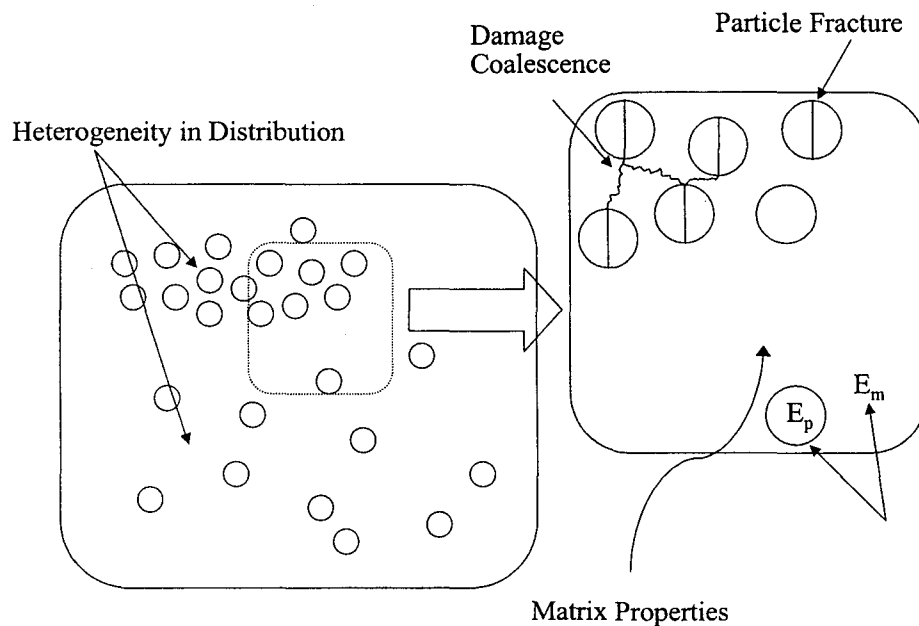 Particle Fracture
Damage
Coalescence
Heterogeneity in Distribution
E_m
E_p
Matrix Properties